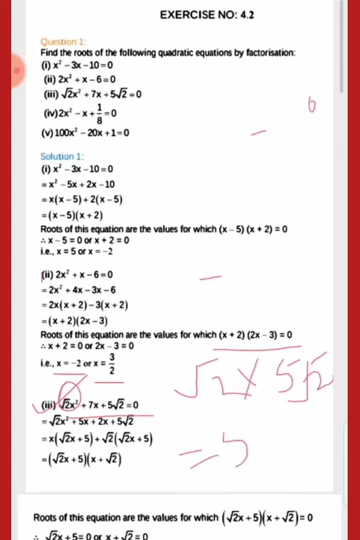 EXERCISE NO: 4.2
Question 1:
Find the roots of the following quadratic equations by factorisation:
(i) x² – 3x – 10 = 0
(ii) 2x² + x – 6 = 0
(iii) √2x² + 7x + 5√2 = 0
(iv) 2x² – x + 1/8 = 0
(v) 100x² – 20x + 1 = 0
Solution 1:
(i) x² – 3x – 10 = 0
= x² – 5x + 2x – 10
= x(x – 5) + 2(x – 5)
= (x – 5)(x + 2)
Roots of this equation are the values for which (x – 5) (x + 2) = 0
∴ x – 5 = 0 or x + 2 = 0
i.e., x = 5 or x = –2
(ii) 2x² + x – 6 = 0
= 2x² + 4x – 3x – 6
= 2x(x + 2) – 3(x + 2)
= (x + 2)(2x – 3)
Roots of this equation are the values for which (x + 2) (2x – 3) = 0
∴ x + 2 = 0 or 2x – 3 = 0
i.e., x = –2 or x = 3/2
√2 x 5√2
(iii) √2x² + 7x + 5√2 = 0
= √2x² + 5x + 2x + 5√2
= x(√2x + 5) + √2(√2x + 5)
= (√2x + 5)(x + √2)
Roots of this equation are the values for which (√2x + 5)(x + √2) = 0
∴ √2x + 5 = 0 or x + √2 = 0